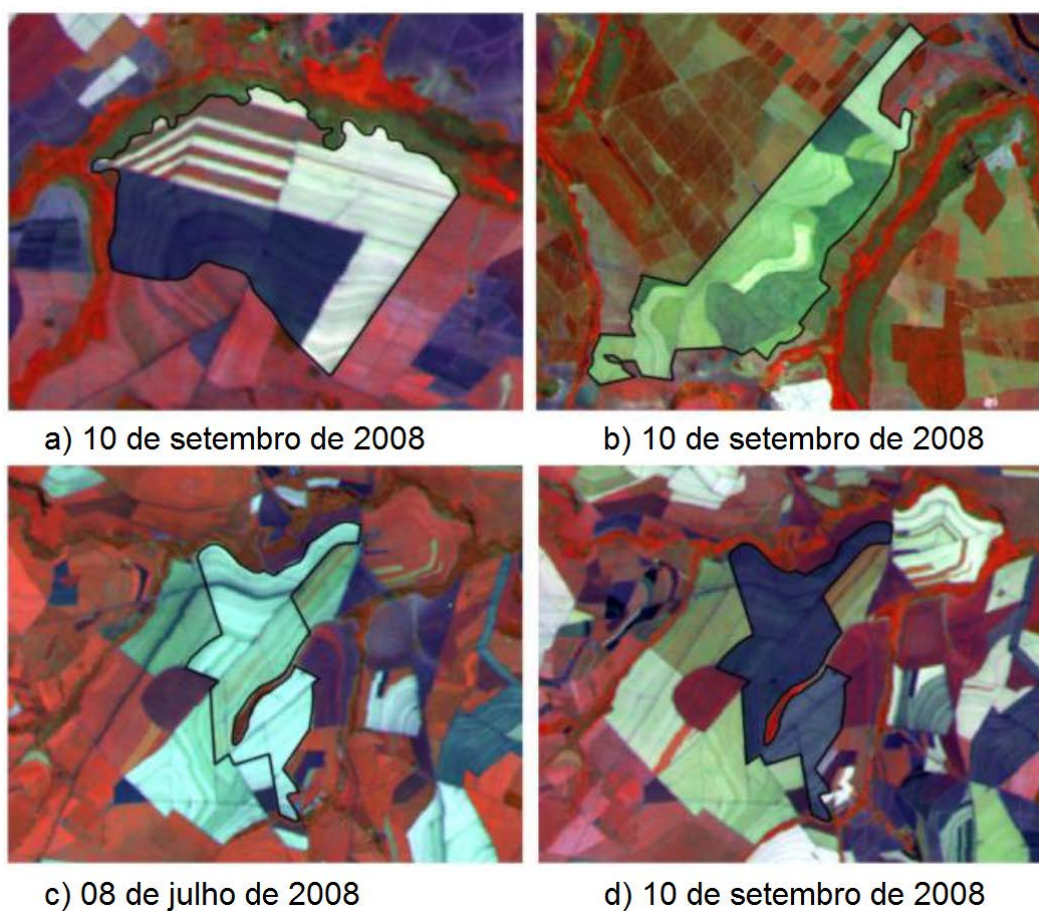 a) 10 de setembro de 2008
b) 10 de setembro de 2008
c) 08 de julho de 2008
d) 10 de setembro de 2008